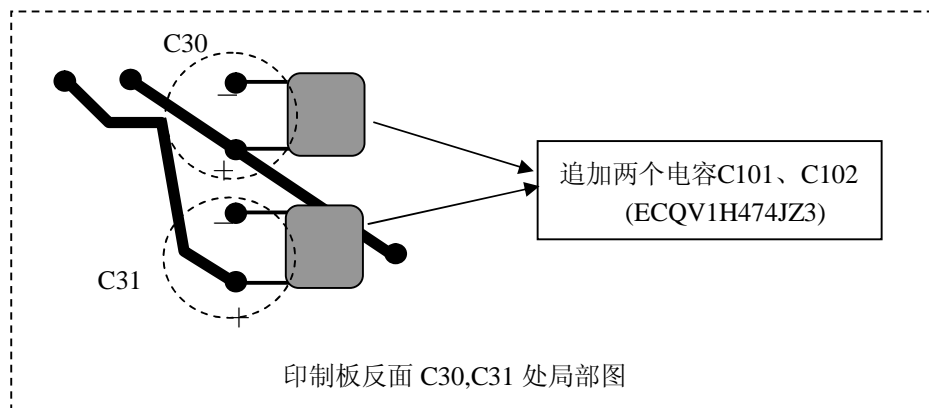 C30
—
+
追加两个电容C101、C102
(ECQV1H474JZ3)
—
C31
+
印制板反面 C30,C31 处局部图